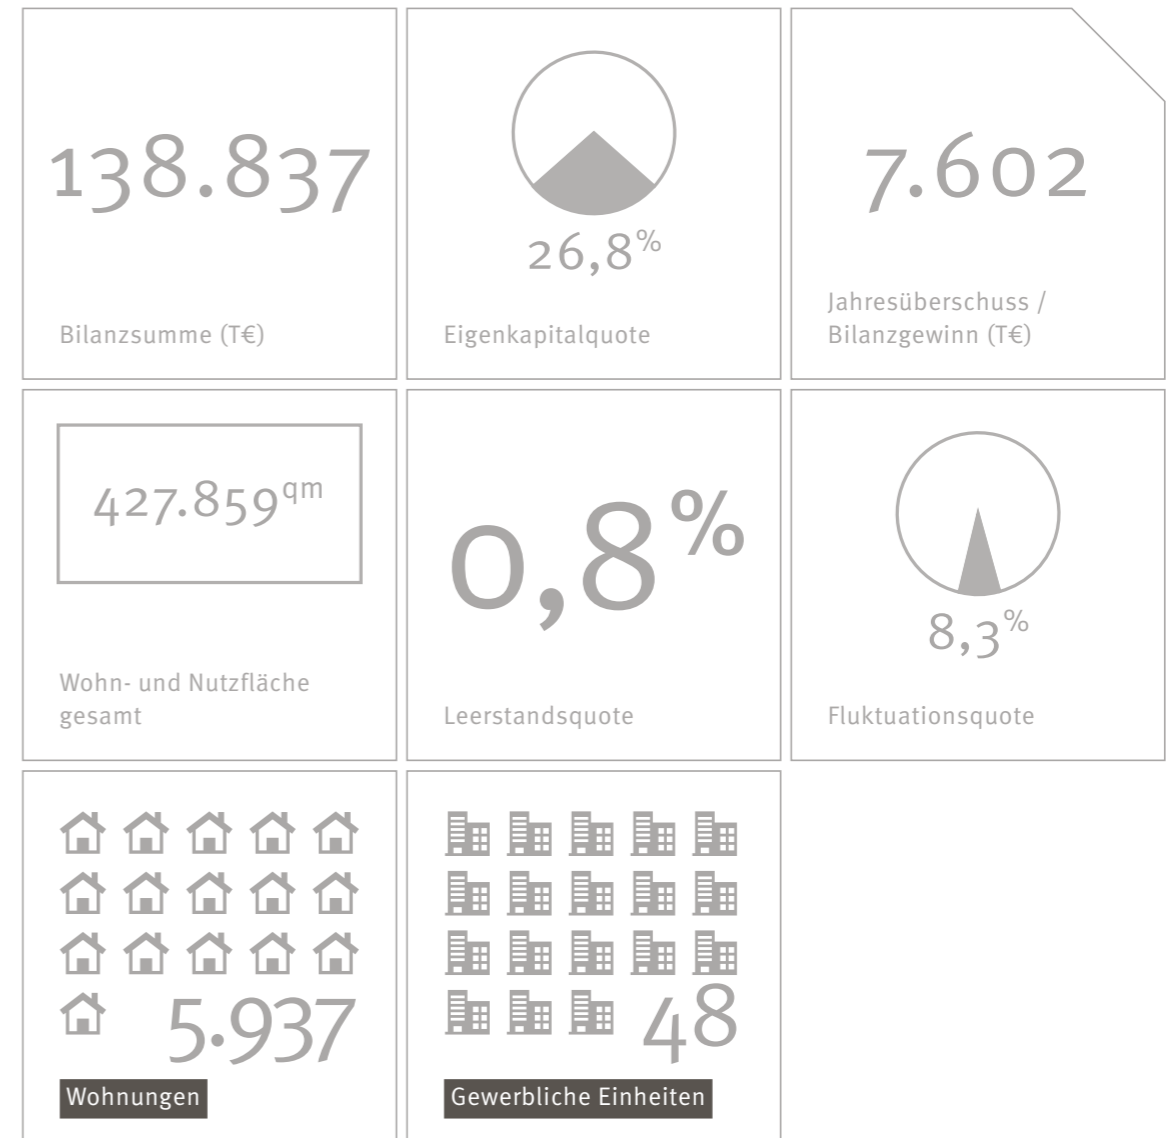 138.837
Bilanzsumme (T€)
26,8%
Eigenkapitalquote
7.602
Jahresüberschuss /
Bilanzgewinn (T€)
427.859qm
Wohn- und Nutzfläche
gesamt
0,8%
Leerstandsquote
8,3%
Fluktuationsquote
5.937
Wohnungen
48
Gewerbliche Einheiten